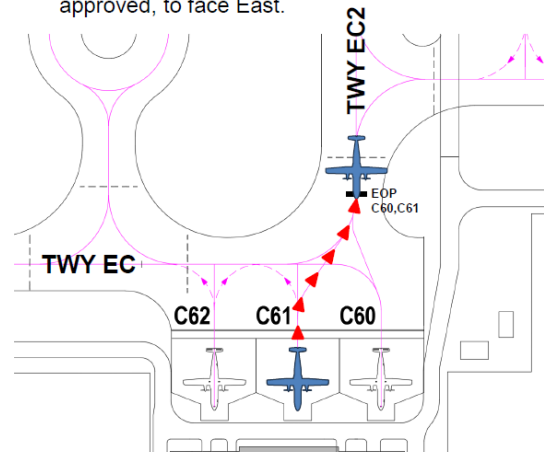 approved, to face East.
TWY EC2
EOP
C60,C61
TWY EC
C62
C61
C60